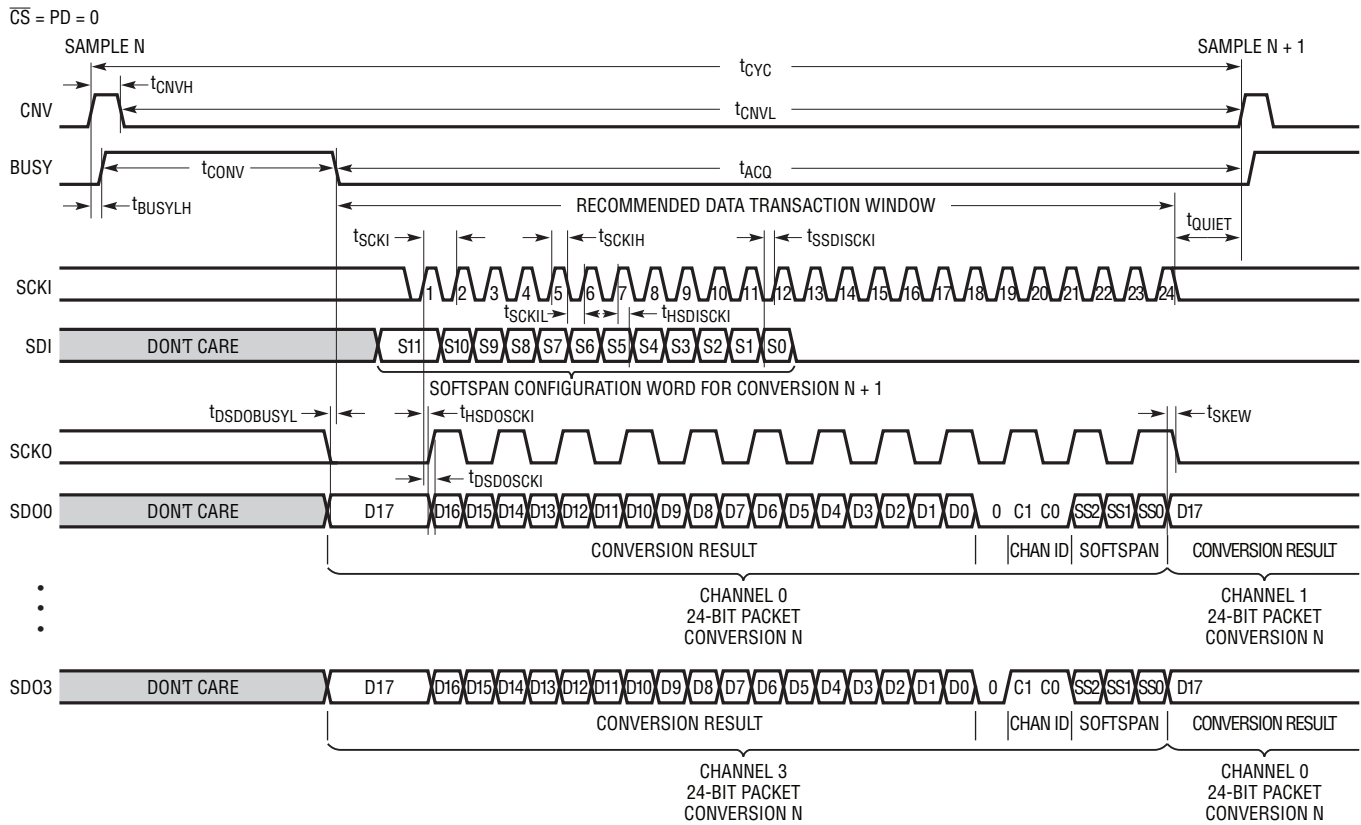 CS = PD = 0
SAMPLE N SAMPLE N + 1
tCYC
tCNVH
CNV
tCNVL
BUSY
tCONV tACQ
tBUSYLH
RECOMMENDED DATA TRANSACTION WINDOW
tQUIET
tSCKI tSCKIH tSSDISCKI
SCKI
1 2 3 4 5 6 7 8 9 10 11 12 13 14 15 16 17 18 19 20 21 22 23 24
tSCKIL tHSDISCKI
SDI DON'T CARE S11 S10 S9 S8 S7 S6 S5 S4 S3 S2 S1 S0
SOFTSPAN CONFIGURATION WORD FOR CONVERSION N + 1
tDSDOBUSYL tHSDOSCKI tSKEW
SCKO
tDSDOSCKI
SDO0 DON'T CARE D17 D16 D15 D14 D13 D12 D11 D10 D9 D8 D7 D6 D5 D4 D3 D2 D1 D0 0 C1 C0 SS2 SS1 SS0 D17
CONVERSION RESULT CHAN ID SOFTSPAN CONVERSION RESULT
CHANNEL 0
24-BIT PACKET
CONVERSION N
CHANNEL 1
24-BIT PACKET
CONVERSION N
SDO3 DON'T CARE D17 D16 D15 D14 D13 D12 D11 D10 D9 D8 D7 D6 D5 D4 D3 D2 D1 D0 0 C1 C0 SS2 SS1 SS0 D17
CONVERSION RESULT CHAN ID SOFTSPAN CONVERSION RESULT
CHANNEL 3
24-BIT PACKET
CONVERSION N
CHANNEL 0
24-BIT PACKET
CONVERSION N